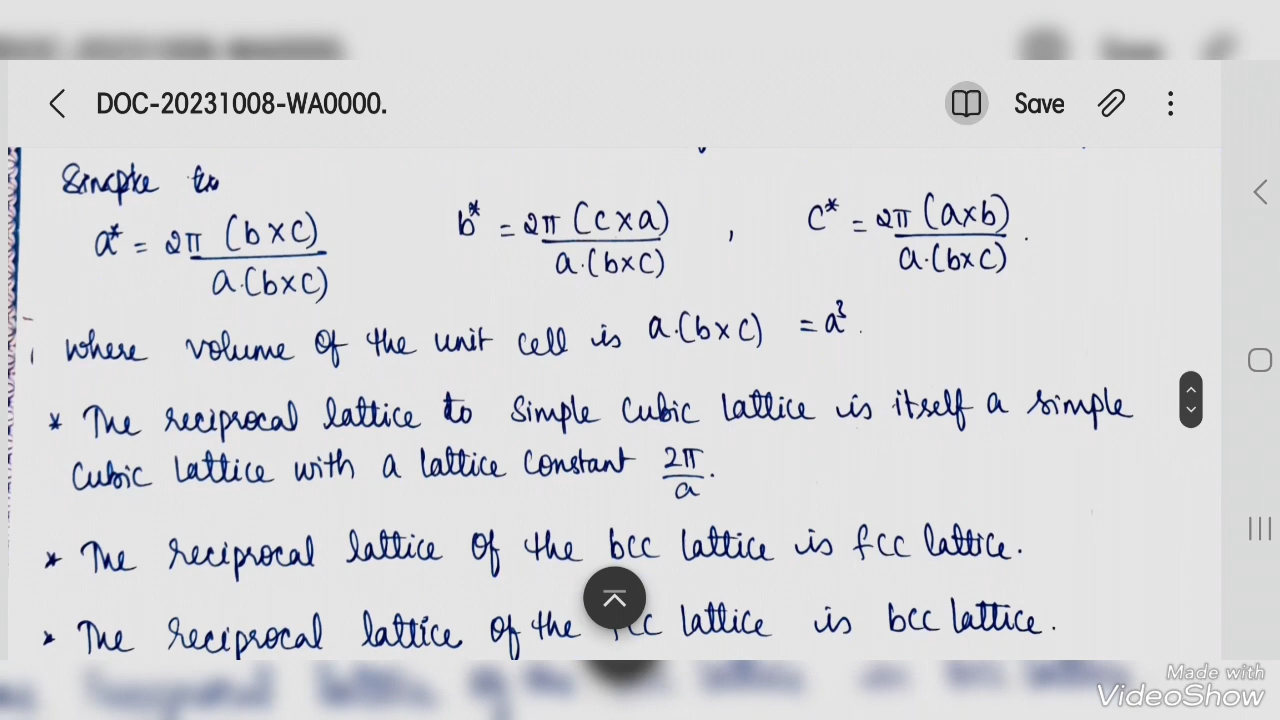 DOC-20231008-WA0000.
Save
a* = 2π (b×c) / a.(b×c)    b* = 2π (c×a) / a.(b×c) ,    c* = 2π (a×b) / a.(b×c) .
where volume of the unit cell is a.(b×c) = a³.
* The reciprocal lattice to simple cubic lattice is itself a simple
cubic lattice with a lattice constant 2π/a.
* The reciprocal lattice of the bcc lattice is fcc lattice.
* The reciprocal lattice of the lattice is bcc lattice.
Made with
VideoShow